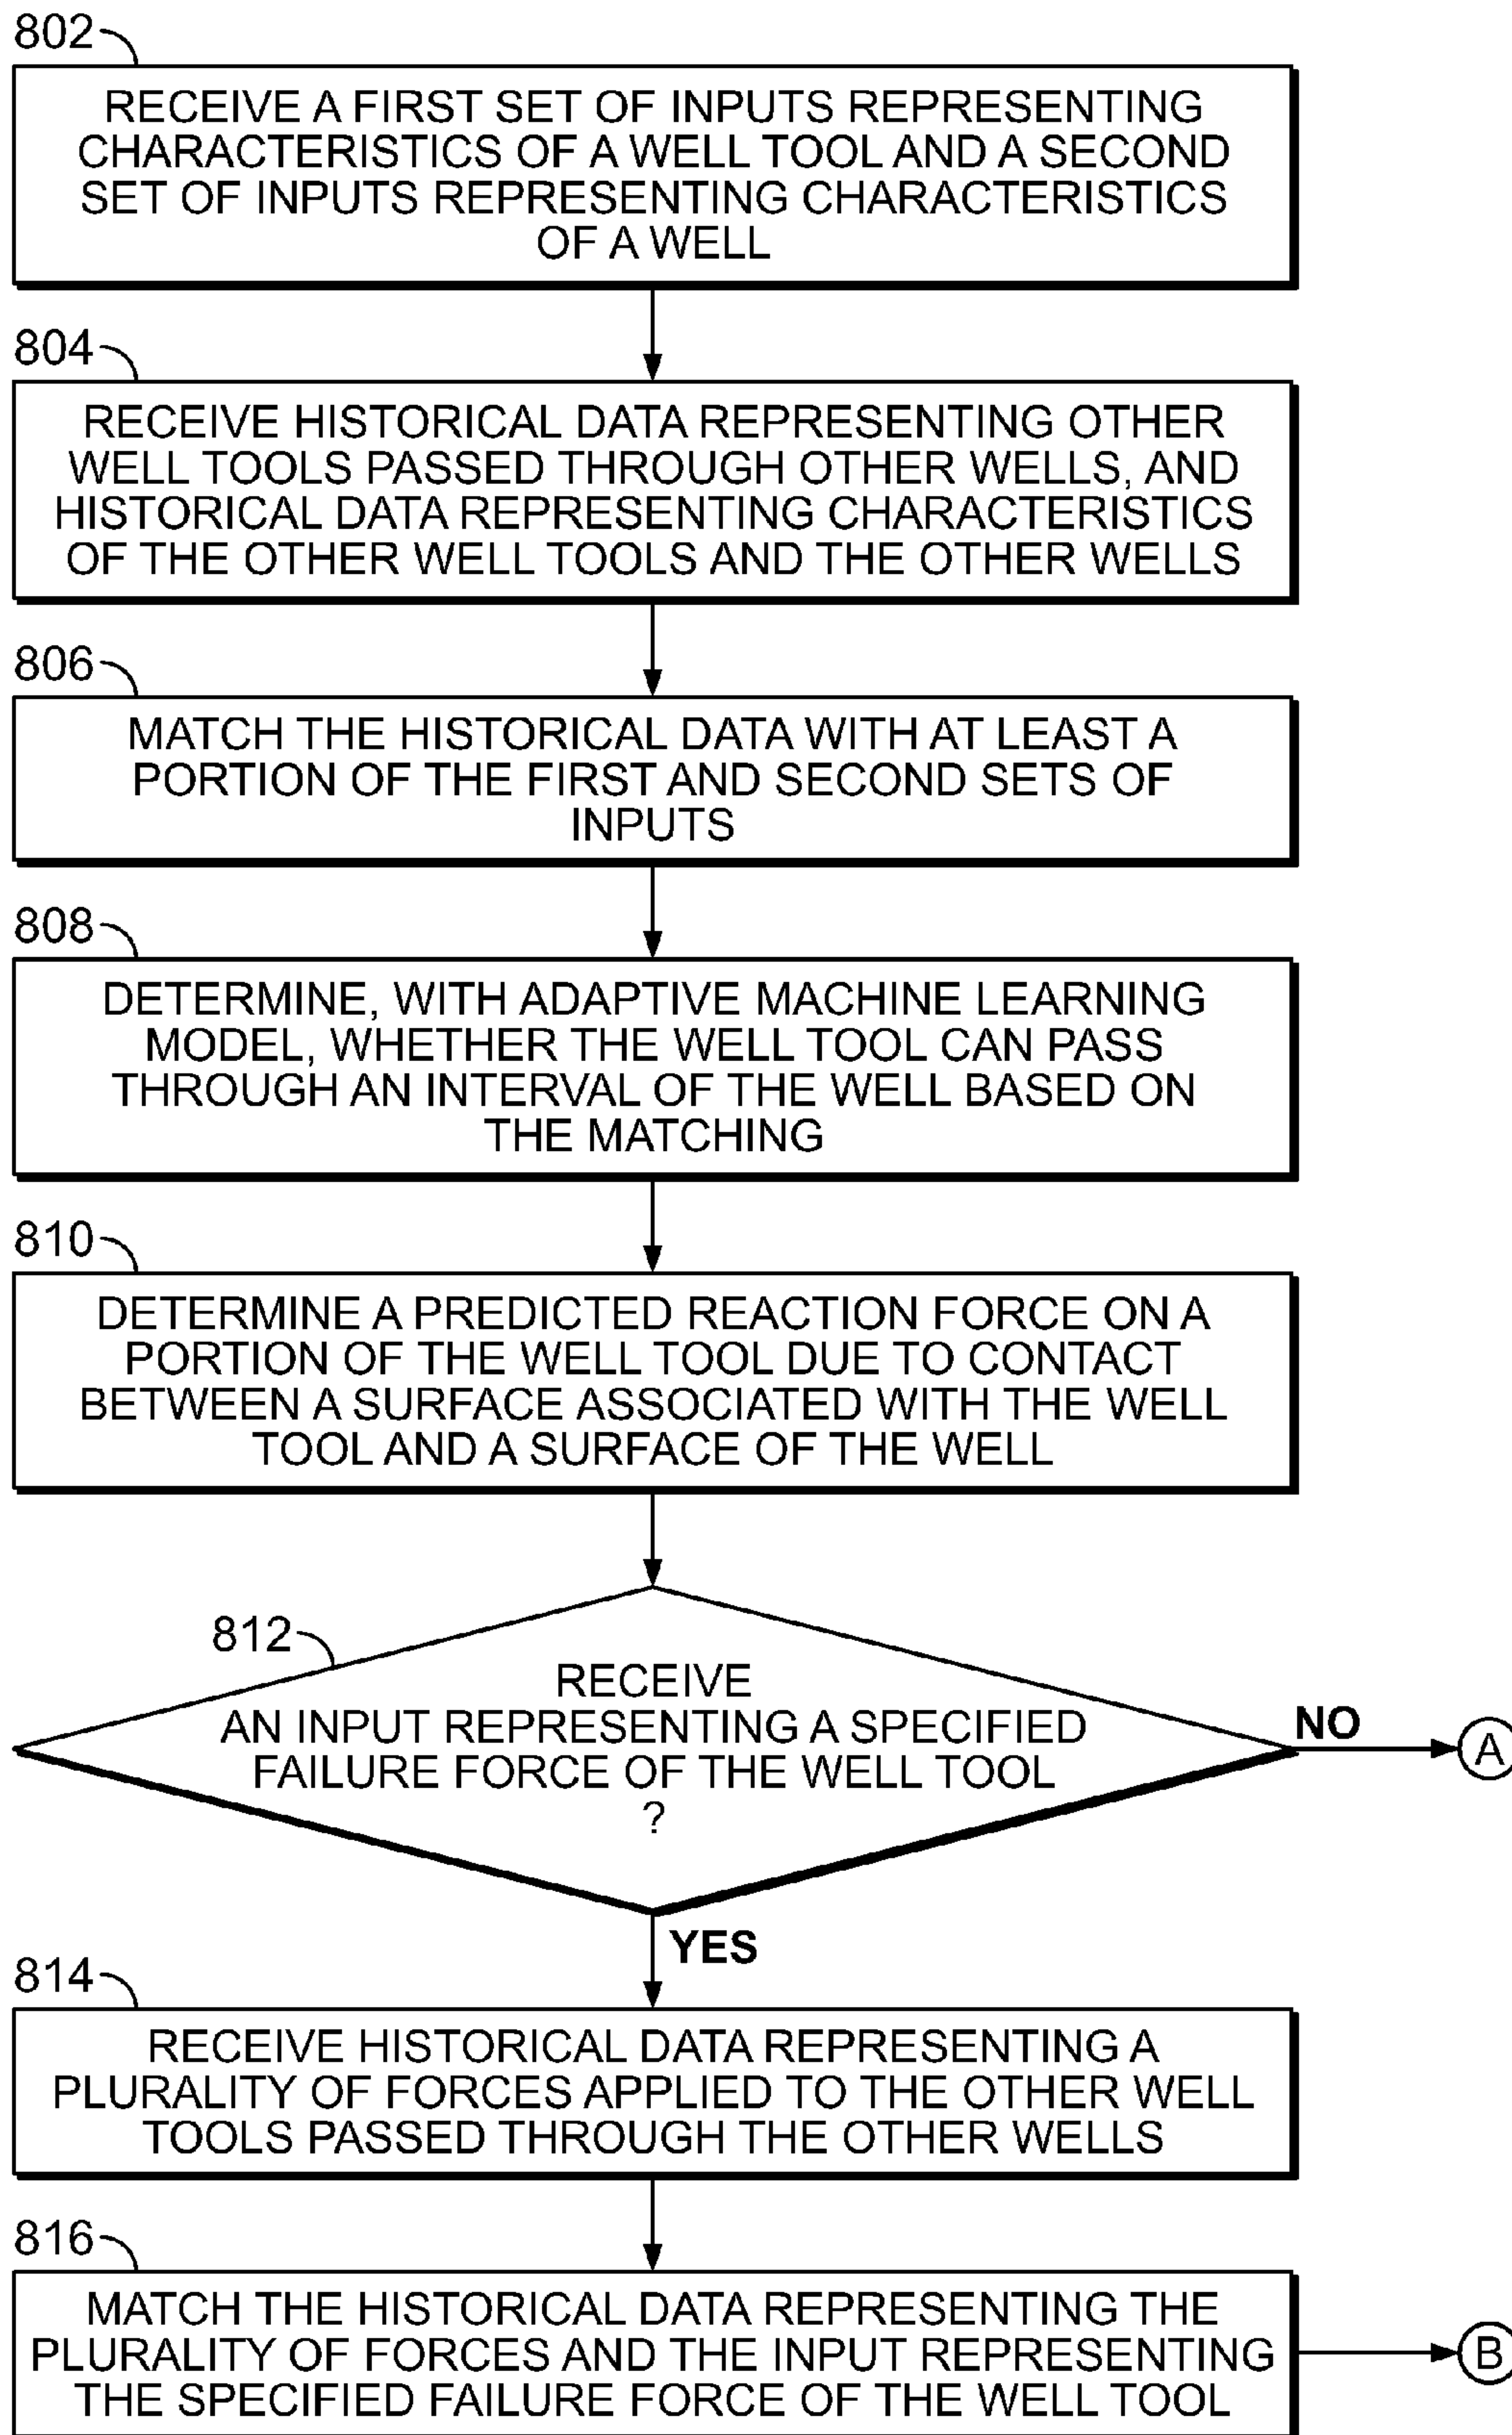 802
RECEIVE A FIRST SET OF INPUTS REPRESENTING
CHARACTERISTICS OF A WELL TOOL AND A SECOND
SET OF INPUTS REPRESENTING CHARACTERISTICS
OF A WELL
804
RECEIVE HISTORICAL DATA REPRESENTING OTHER
WELL TOOLS PASSED THROUGH OTHER WELLS, AND
HISTORICAL DATA REPRESENTING CHARACTERISTICS
OF THE OTHER WELL TOOLS AND THE OTHER WELLS
806
MATCH THE HISTORICAL DATA WITH AT LEAST A
PORTION OF THE FIRST AND SECOND SETS OF
INPUTS
808
DETERMINE, WITH ADAPTIVE MACHINE LEARNING
MODEL, WHETHER THE WELL TOOL CAN PASS
THROUGH AN INTERVAL OF THE WELL BASED ON
THE MATCHING
810
DETERMINE A PREDICTED REACTION FORCE ON A
PORTION OF THE WELL TOOL DUE TO CONTACT
BETWEEN A SURFACE ASSOCIATED WITH THE WELL
TOOL AND A SURFACE OF THE WELL
812
RECEIVE
AN INPUT REPRESENTING A SPECIFIED
FAILURE FORCE OF THE WELL TOOL
?
NO
A
YES
814
RECEIVE HISTORICAL DATA REPRESENTING A
PLURALITY OF FORCES APPLIED TO THE OTHER WELL
TOOLS PASSED THROUGH THE OTHER WELLS
816
MATCH THE HISTORICAL DATA REPRESENTING THE
PLURALITY OF FORCES AND THE INPUT REPRESENTING
THE SPECIFIED FAILURE FORCE OF THE WELL TOOL
B